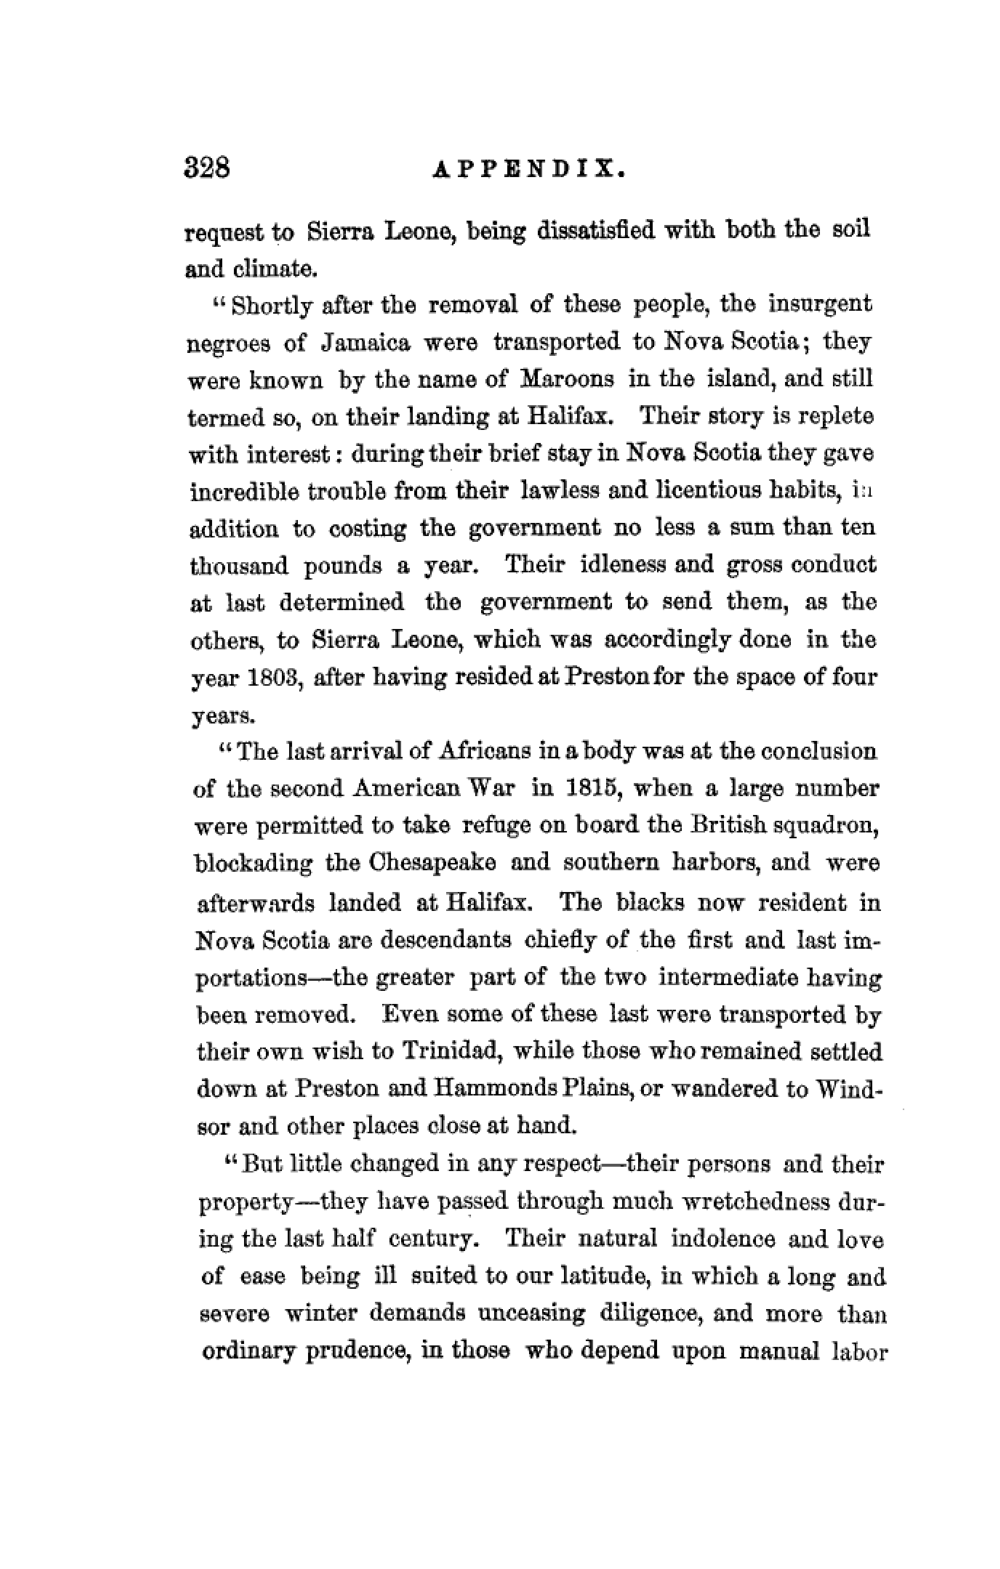 328 APPENDIX.
request to Sierra Leone, being dissatisfied with both the soil
and climate.
“Shortly after the removal of these people, the insurgent
negroes of Jamaica were transported to Nova Scotia; they
were known by the name of Maroons in the island, and still
termed so, on their landing at Halifax. Their story is replete
with interest: during their brief stay in Nova Scotia they gave
incredible trouble from their lawless and licentious habits, in
addition to costing the government no less a sum than ten
thousand pounds a year. Their idleness and gross conduct
at last determined the government to send them, as the
others, to Sierra Leone, which was accordingly done in the
year 1803, after having resided at Preston for the space of four
years.
“The last arrival of Africans in a body was at the conclusion
of the second American War in 1815, when a large number
were permitted to take refuge on board the British squadron,
blockading the Chesapeake and southern harbors, and were
afterwards landed at Halifax. The blacks now resident in
Nova Scotia are descendants chiefly of the first and last im-
portations—the greater part of the two intermediate having
been removed. Even some of these last were transported by
their own wish to Trinidad, while those who remained settled
down at Preston and Hammonds Plains, or wandered to Wind-
sor and other places close at hand.
“But little changed in any respect—their persons and their
property—they have passed through much wretchedness dur-
ing the last half century. Their natural indolence and love
of ease being ill suited to our latitude, in which a long and
severe winter demands unceasing diligence, and more than
ordinary prudence, in those who depend upon manual labor